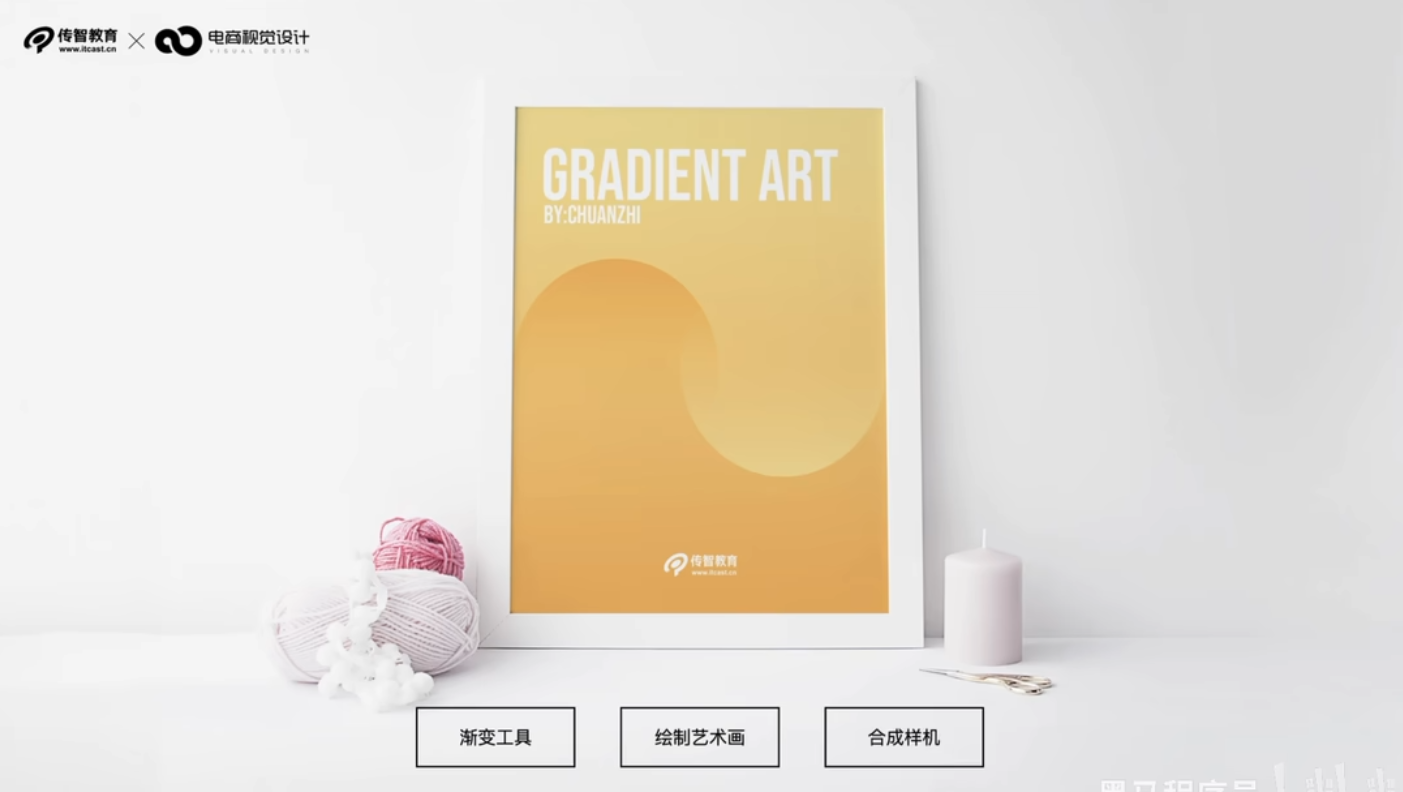 传智教育
www.itcast.cn
电商视觉设计
VISUAL DESIGN
GRADIENT ART
BY:CHUANZHI
传智教育
www.itcast.cn
渐变工具
绘制艺术画
合成样机
黑马程序员